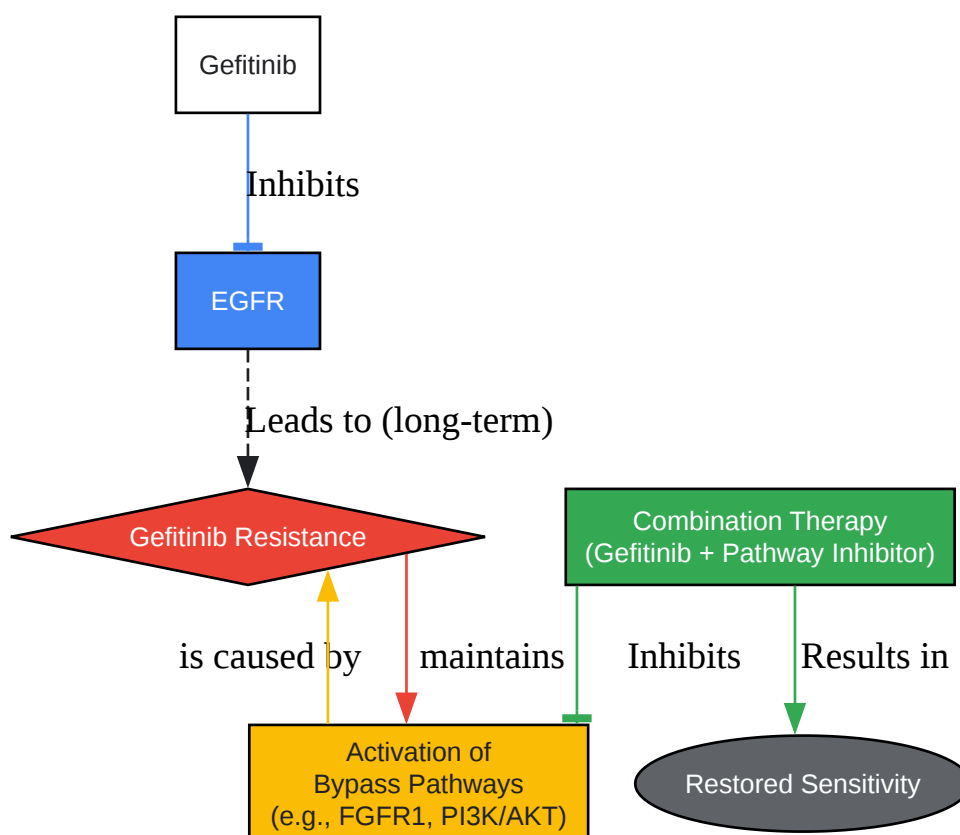 Gefitinib
Inhibits
EGFR
Leads to (long-term)
Gefitinib Resistance
Combination Therapy
(Gefitinib + Pathway Inhibitor)
is caused by
maintains
Inhibits
Results in
Activation of
Bypass Pathways
(e.g., FGFR1, PI3K/AKT)
Restored Sensitivity